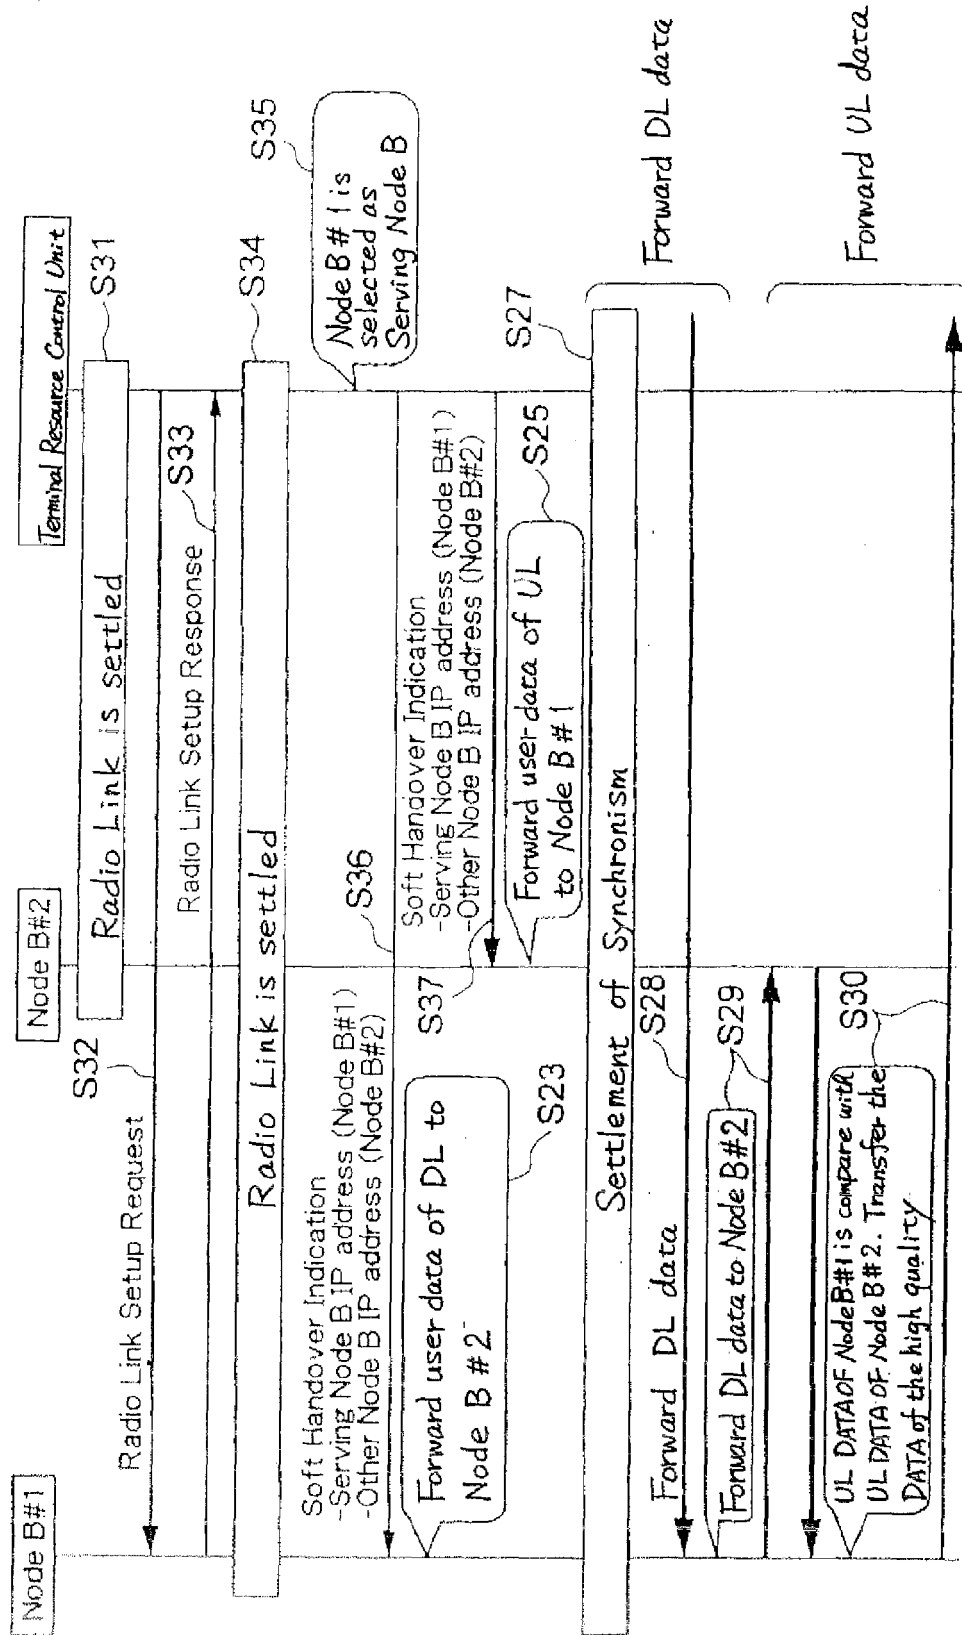 Node B#1
Node B#2
Terminal Resource Control Unit
Radio Link is settled
S31
S32
Radio Link Setup Request
Radio Link Setup Response
S33
Radio Link is settled
S34
S35
Node B # 1 is
selected as
Serving Node B
Soft Handover Indication
-Serving Node B IP address (Node B#1)
-Other Node B IP address (Node B#2)
S36
Soft Handover Indication
-Serving Node B IP address (Node B#1)
-Other Node B IP address (Node B#2)
S37
Forward user data of DL to
Node B #2
S23
Forward user data of UL
to Node B #1
S25
Settlement of Synchronism
S27
Forward DL data
S28
Forward DL data to Node B#2
S29
Forward DL data
UL DATA OF Node B#1 is compare with
UL DATA OF Node B#2. Transfer the
DATA of the high quality
S30
Forward UL data